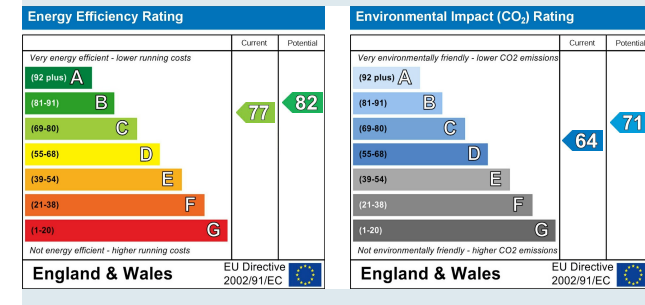 Energy Efficiency Rating
Current Potential
Very energy efficient - lower running costs
(92 plus) A
(81-91) B
(69-80) C
(55-68) D
(39-54) E
(21-38) F
(1-20) G
77
82
Not energy efficient - higher running costs
England & Wales
EU Directive
2002/91/EC
Environmental Impact (CO₂) Rating
Current Potential
Very environmentally friendly - lower CO2 emissions
(92 plus) A
(81-91) B
(69-80) C
(55-68) D
(39-54) E
(21-38) F
(1-20) G
64
71
Not environmentally friendly - higher CO2 emissions
England & Wales
EU Directive
2002/91/EC